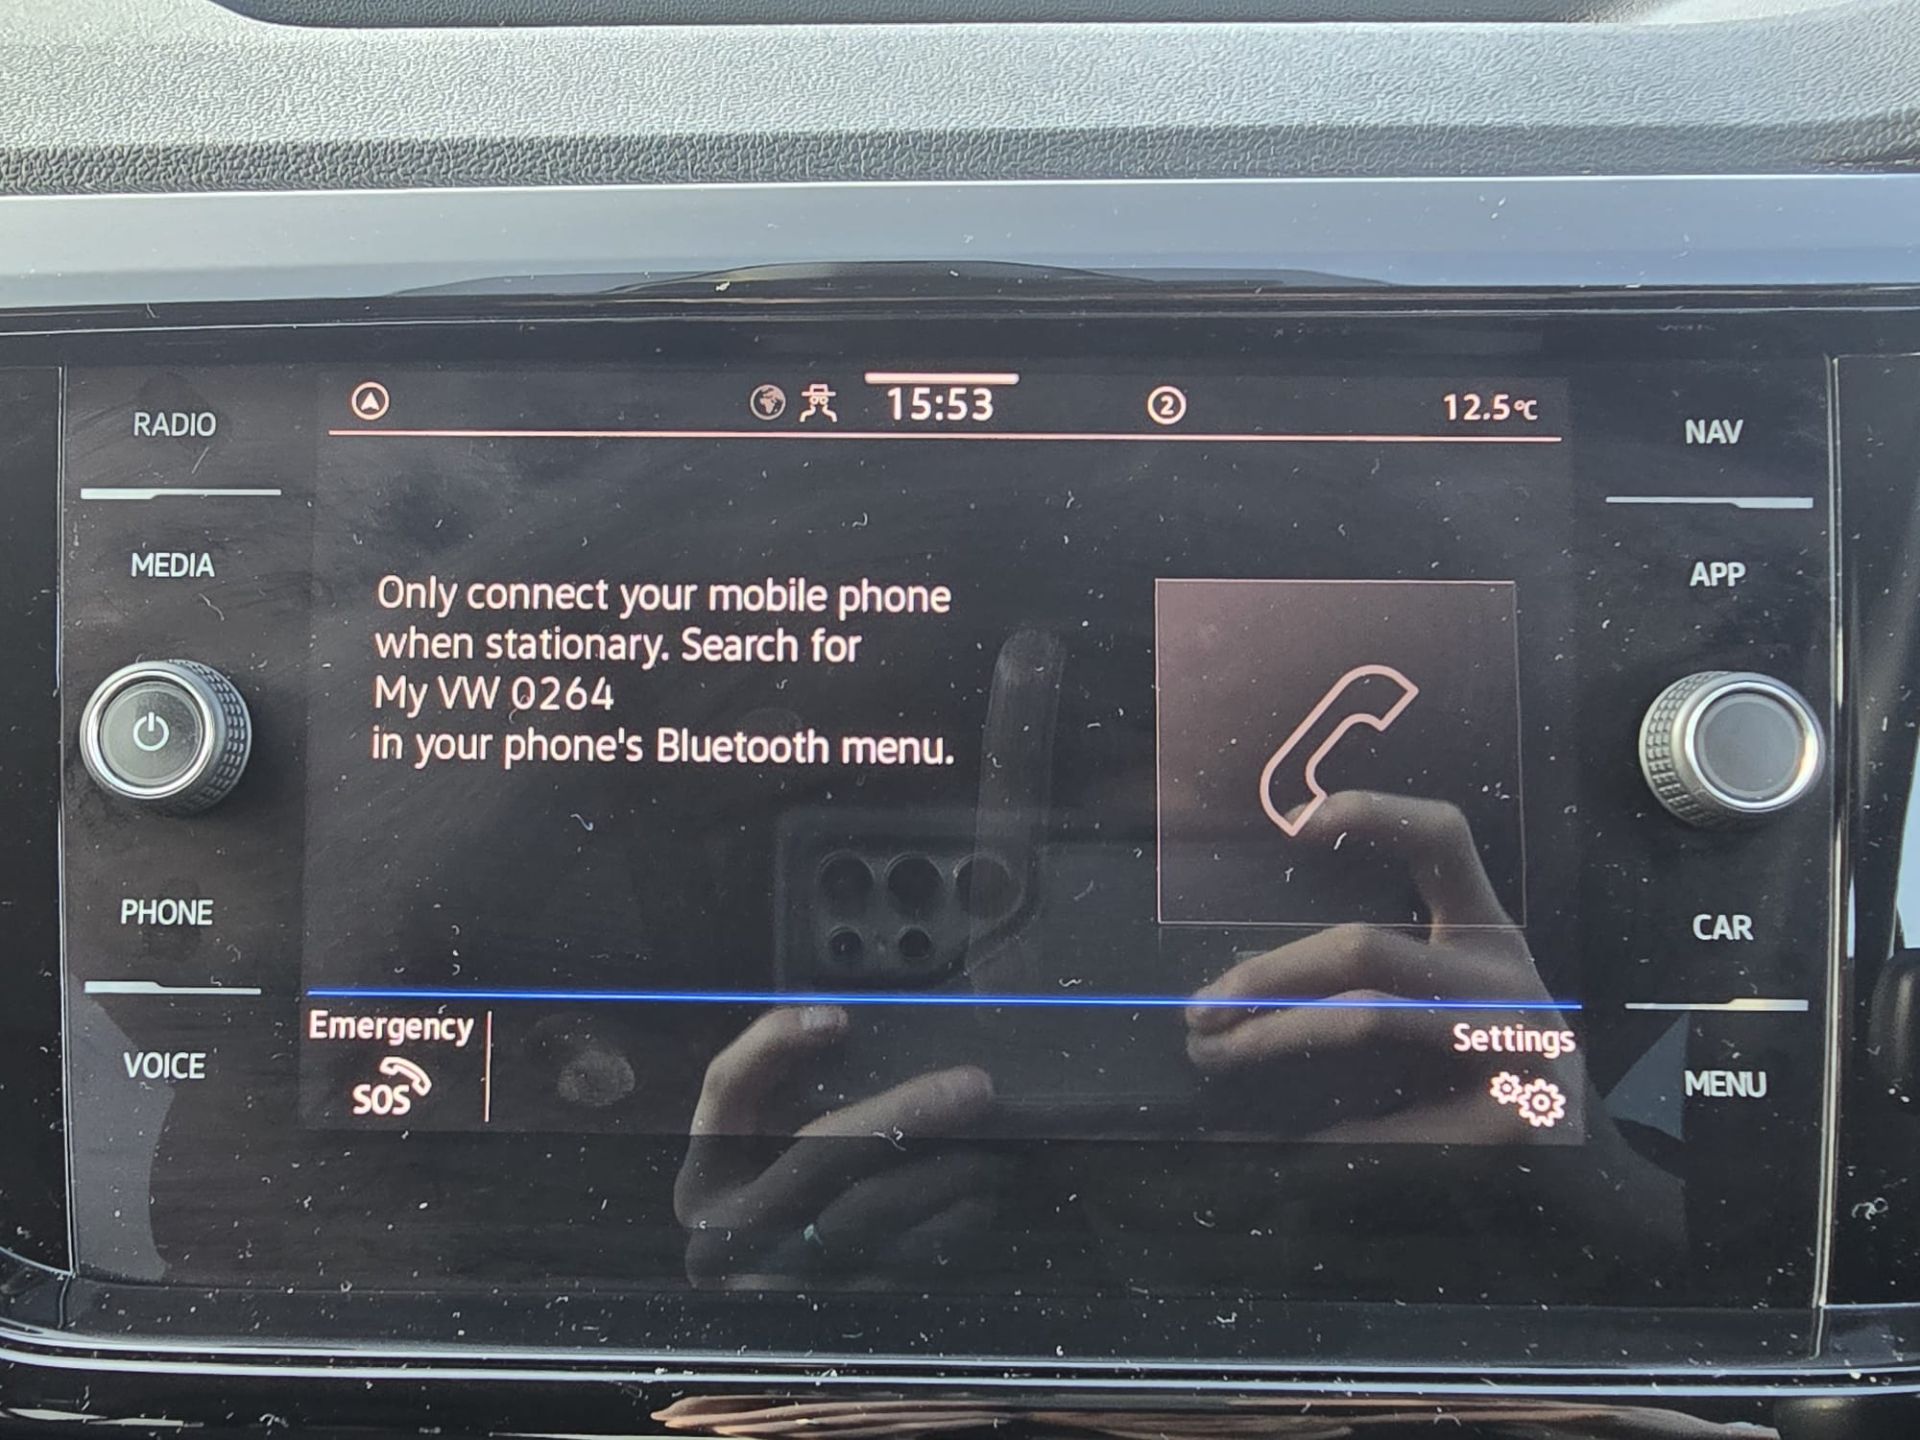 RADIO
MEDIA
PHONE
VOICE
15:53
2
12.5°C
Only connect your mobile phone
when stationary. Search for
My VW 0264
in your phone's Bluetooth menu.
Emergency
SOS
Settings
NAV
APP
CAR
MENU